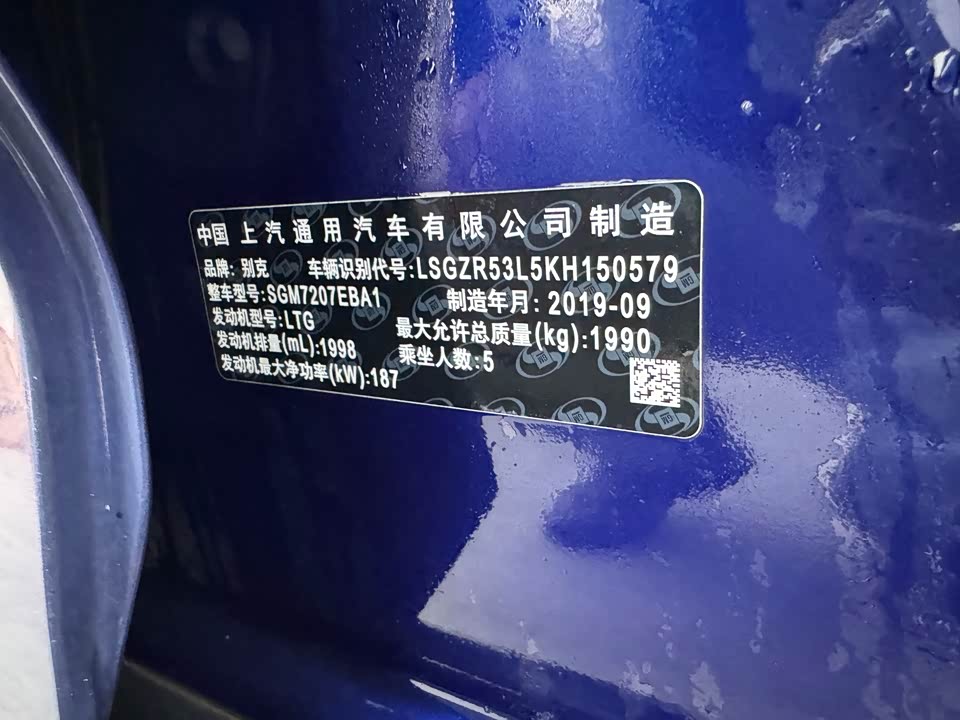 中国 上汽通用汽车有限公司制造
品牌: 别克 车辆识别代号:LSGZR53L5KH150579
整车型号:SGM7207EBA1 制造年月: 2019-09
发动机型号:LTG 最大允许总质量(kg):1990
发动机排量(mL):1998 乘坐人数:5
发动机最大净功率(kW):187